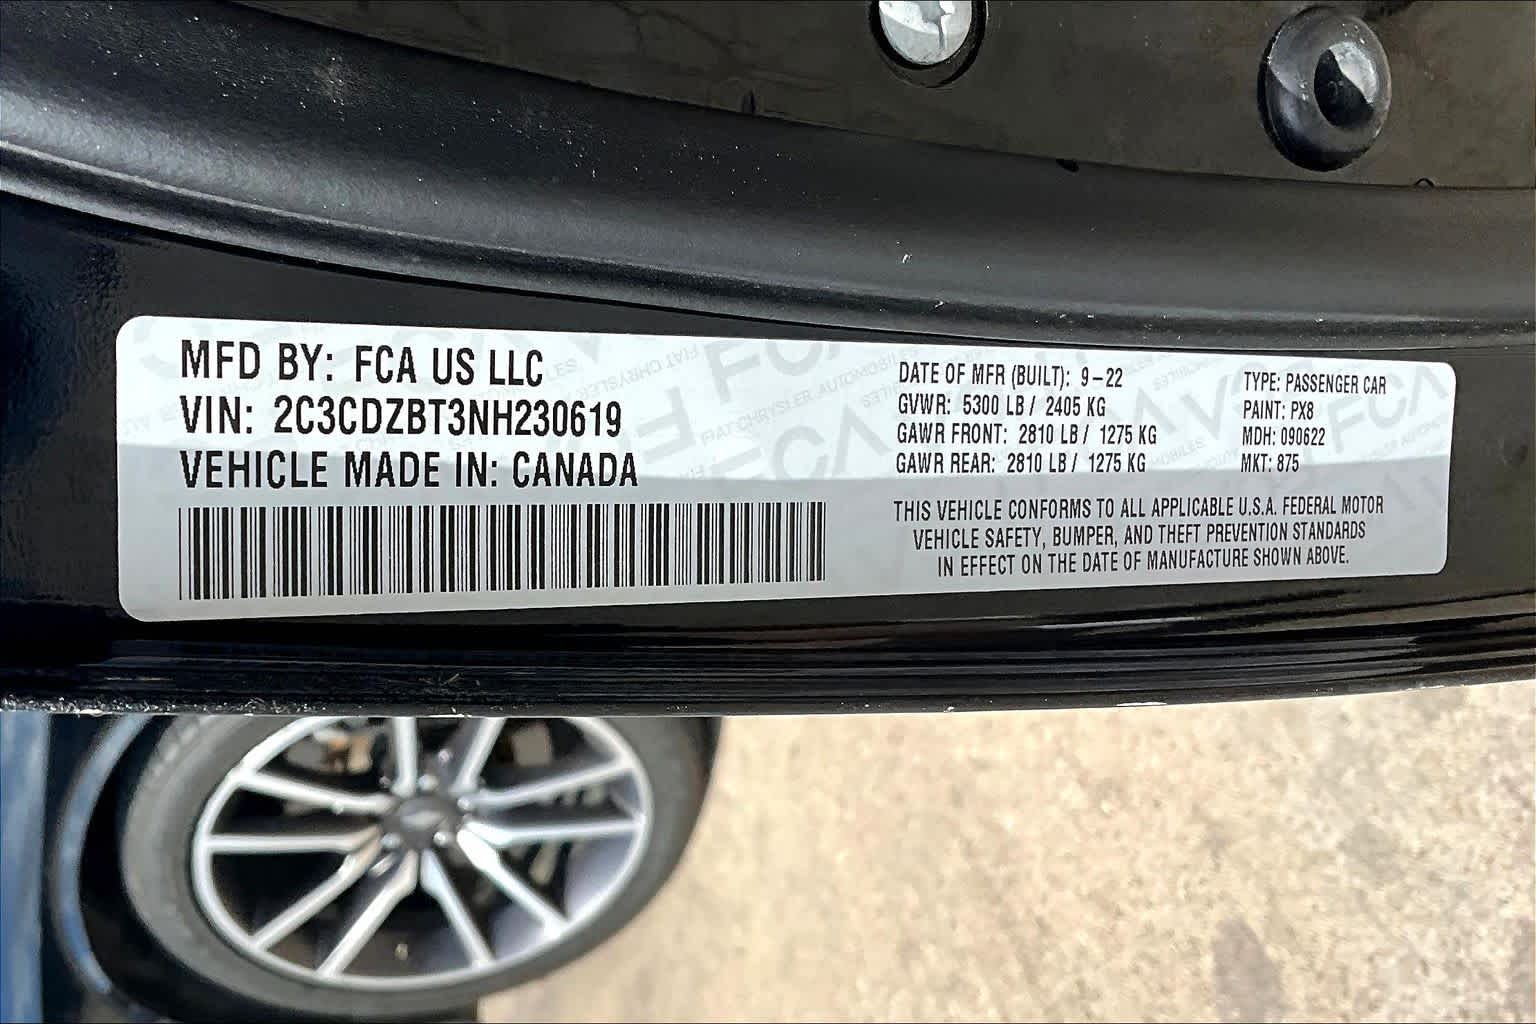 MFD BY: FCA US LLC
VIN: 2C3CDZBT3NH230619
VEHICLE MADE IN: CANADA
DATE OF MFR (BUILT): 9-22
GVWR: 5300 LB / 2405 KG
GAWR FRONT: 2810 LB / 1275 KG
GAWR REAR: 2810 LB / 1275 KG
TYPE: PASSENGER CAR
PAINT: PX8
MDH: 090622
MKT: 875
THIS VEHICLE CONFORMS TO ALL APPLICABLE U.S.A. FEDERAL MOTOR
VEHICLE SAFETY, BUMPER, AND THEFT PREVENTION STANDARDS
IN EFFECT ON THE DATE OF MANUFACTURE SHOWN ABOVE.